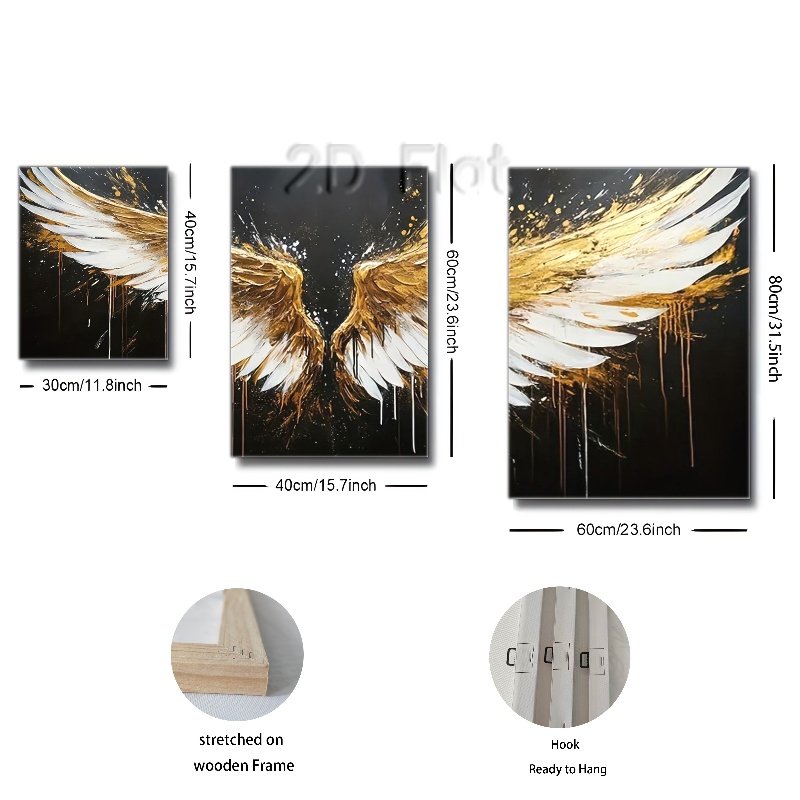 2D Flat
40cm/15.7inch
30cm/11.8inch
60cm/23.6inch
40cm/15.7inch
80cm/31.5inch
60cm/23.6inch
stretched on
wooden Frame
Hook
Ready to Hang